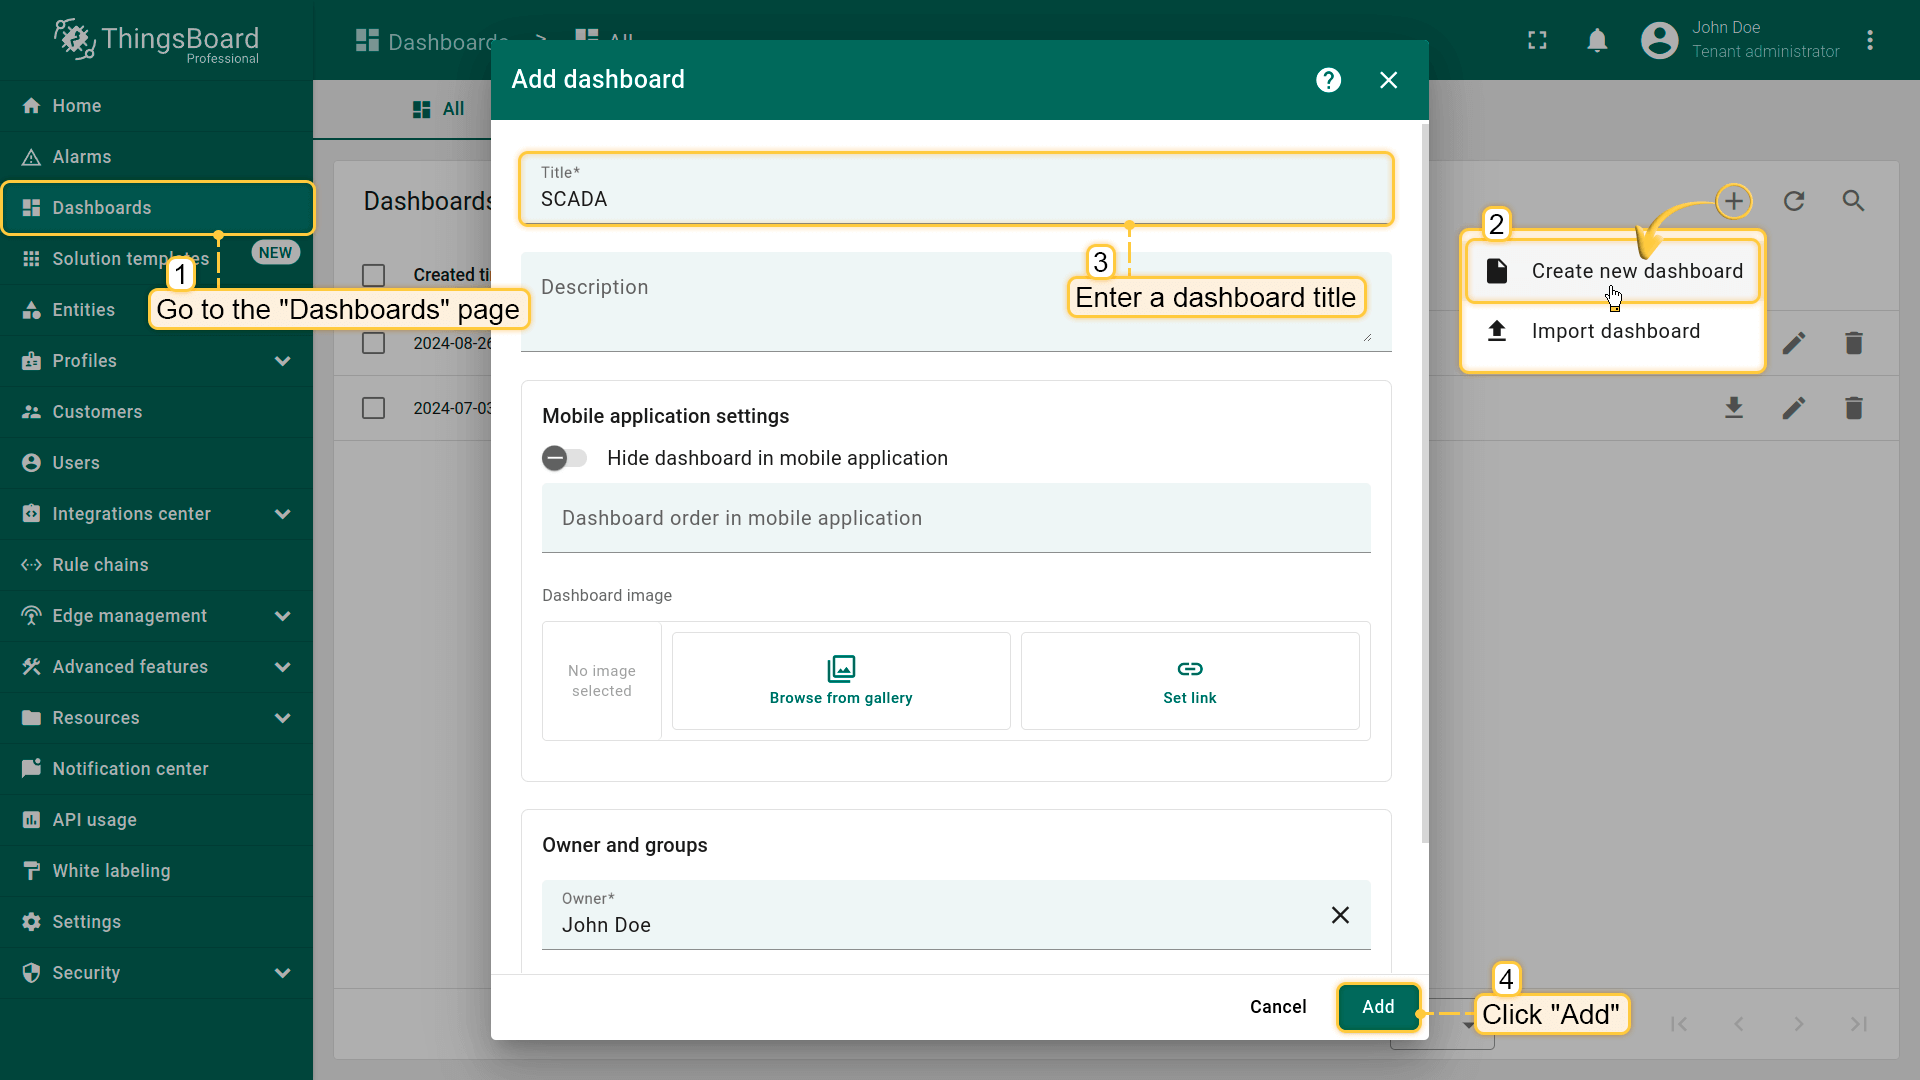 ThingsBoard
Professional
Dashboards > All
John Doe
Tenant administrator
Home
Alarms
Dashboards
Solution templates
NEW
Entities
Profiles
Customers
Users
Integrations center
Rule chains
Edge management
Advanced features
Resources
Notification center
API usage
White labeling
Settings
Security
1
Go to the "Dashboards" page
All
Dashboards
Created ti
2024-08-26
2024-07-03
Add dashboard
Title*
SCADA
3
Enter a dashboard title
Description
Mobile application settings
Hide dashboard in mobile application
Dashboard order in mobile application
Dashboard image
No image
selected
Browse from gallery
Set link
Owner and groups
Owner*
John Doe
Cancel
Add
2
Create new dashboard
Import dashboard
4
Click "Add"